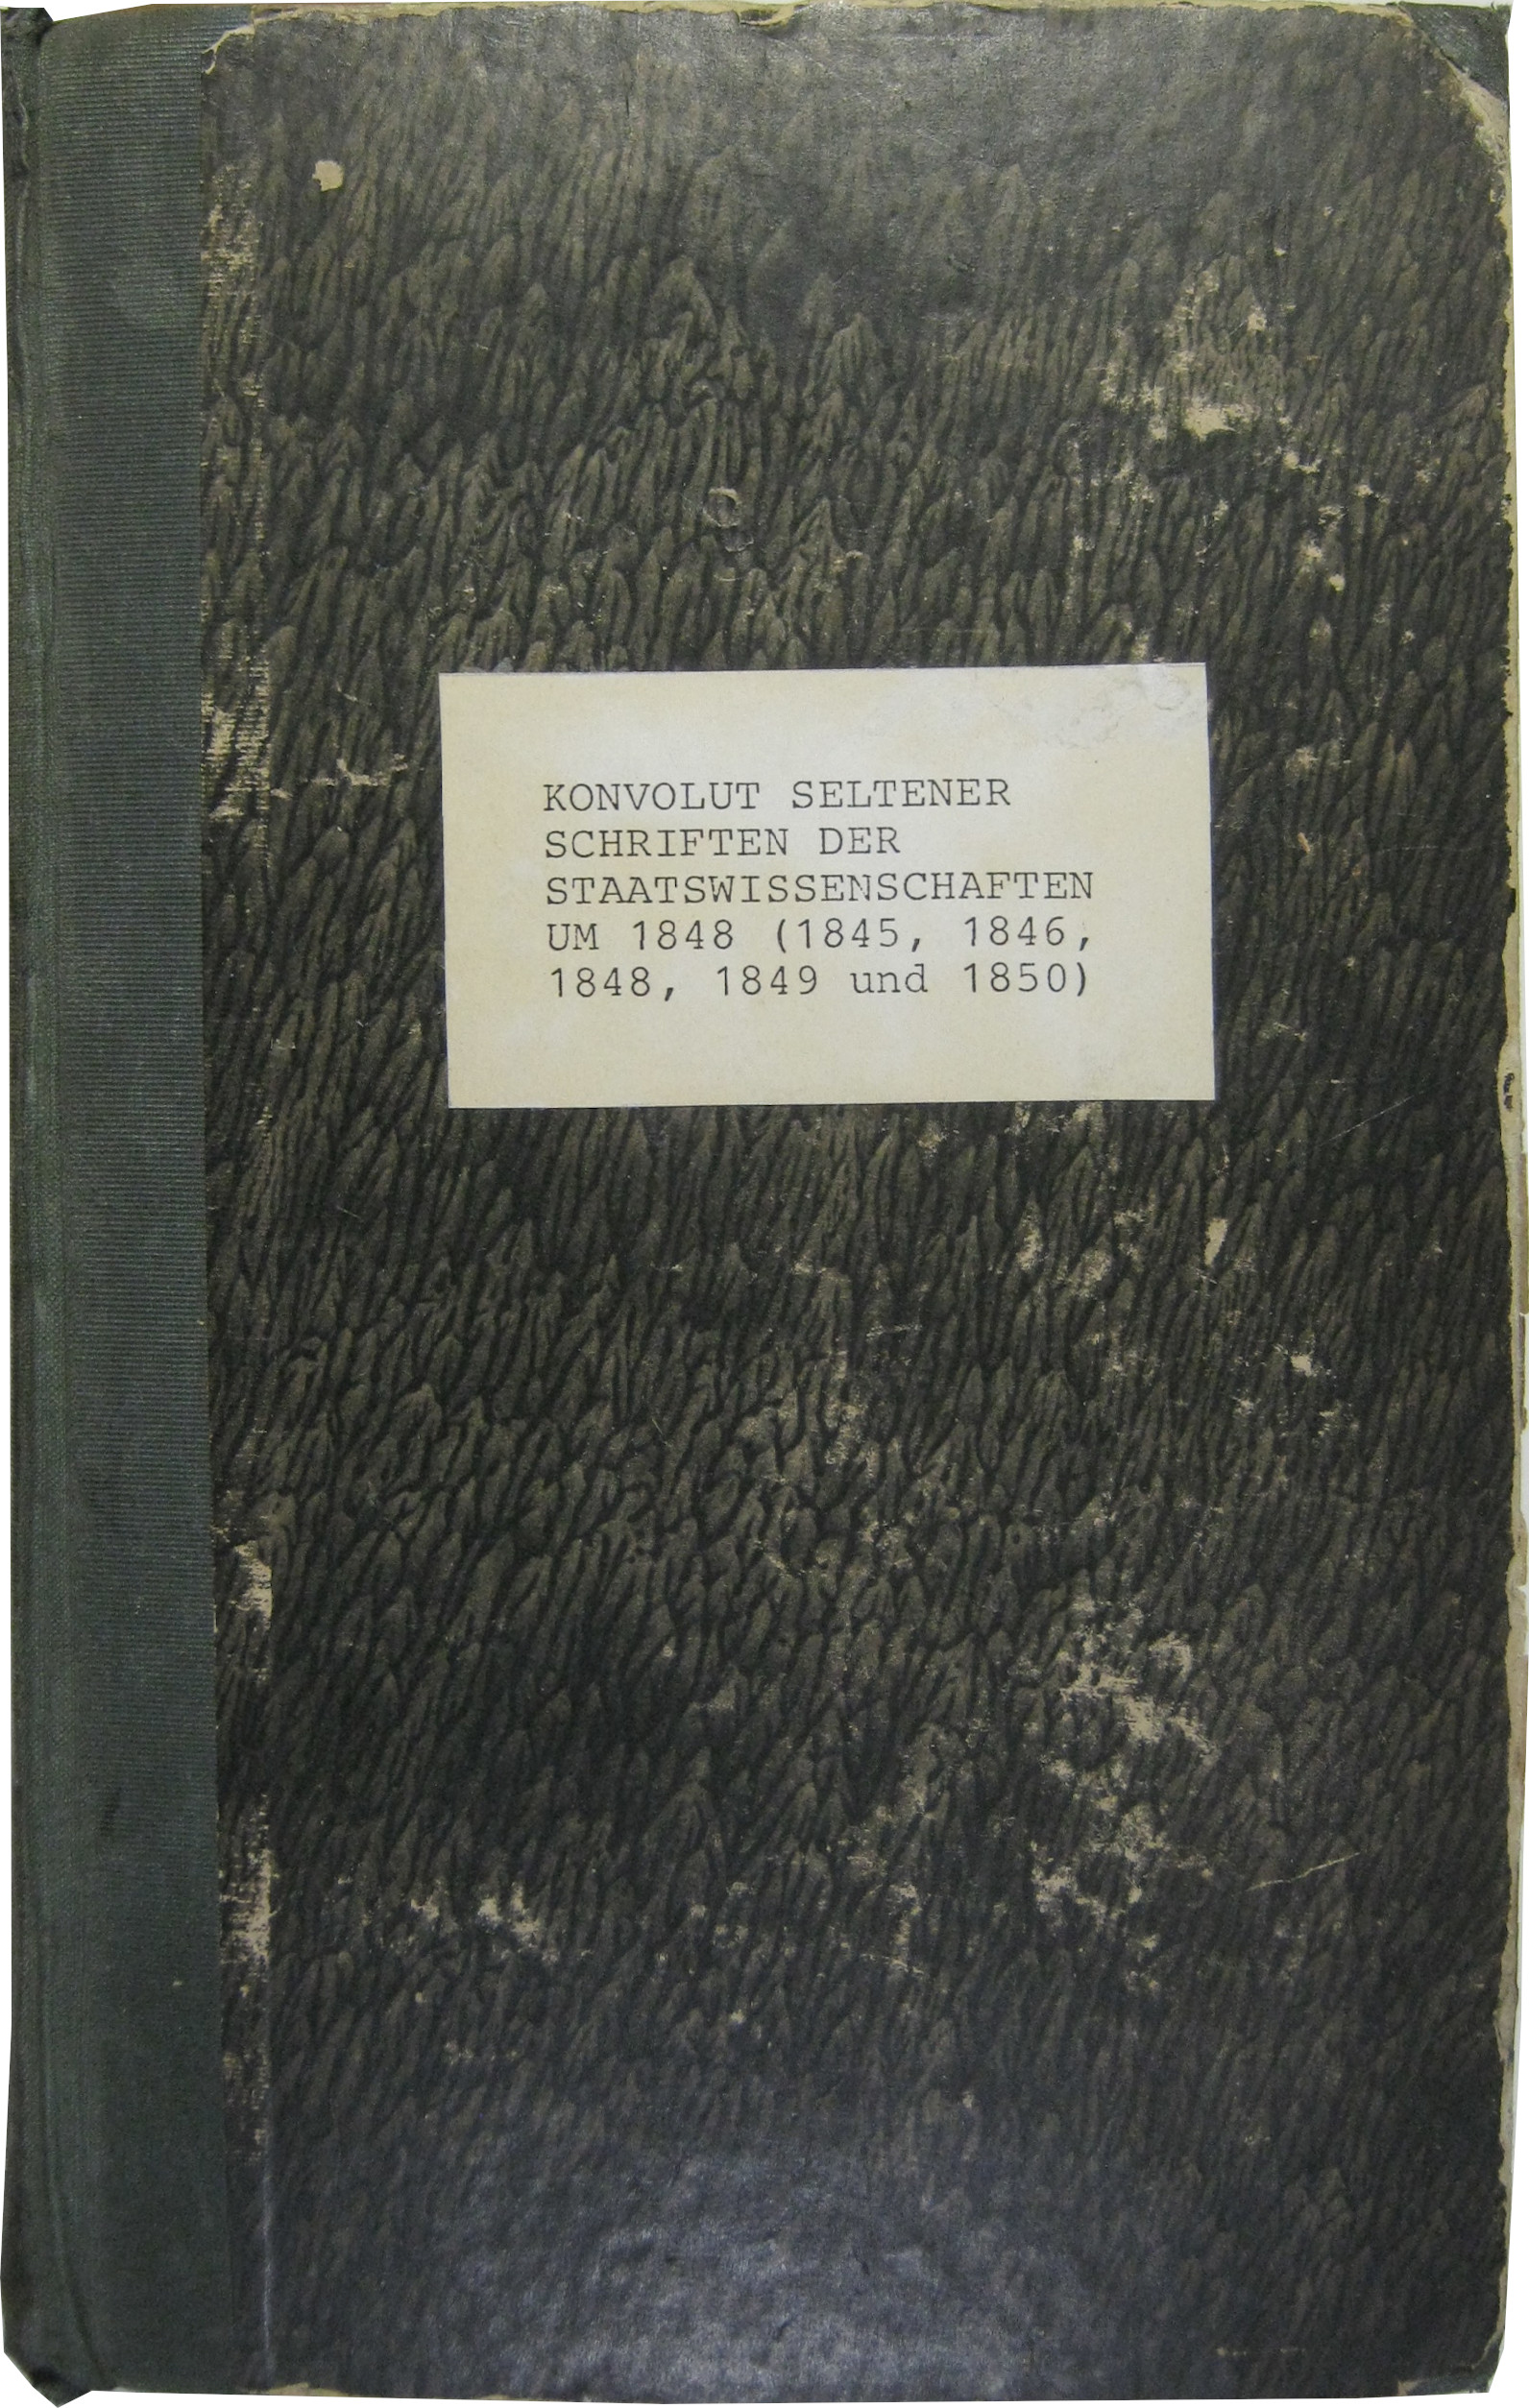 KONVOLUT SELTENER
SCHRIFTEN DER
STAATSWISSENSCHAFTEN
UM 1848 (1845, 1846,
1848, 1849 und 1850)